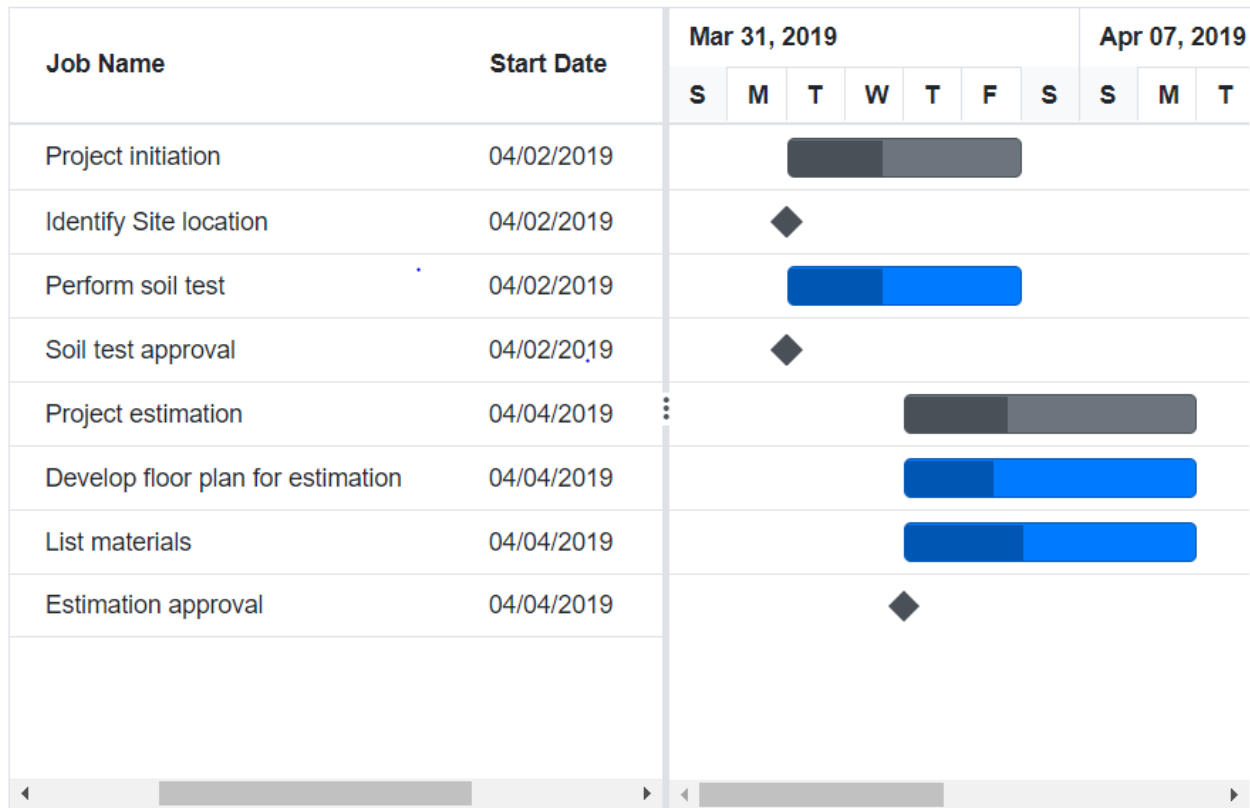 Job Name Start Date Mar 31, 2019 Apr 07, 2019
S M T W T F S S M T
Project initiation 04/02/2019
Identify Site location 04/02/2019
Perform soil test 04/02/2019
Soil test approval 04/02/2019
Project estimation 04/04/2019
Develop floor plan for estimation 04/04/2019
List materials 04/04/2019
Estimation approval 04/04/2019